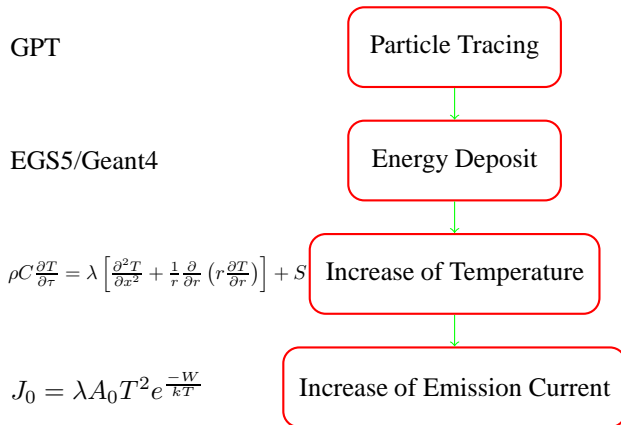 GPT
Particle Tracing
EGS5/Geant4
Energy Deposit
ρC ∂T/∂τ = λ [∂²T/∂x² + 1/r ∂/∂r (r ∂T/∂r)] + S
Increase of Temperature
J₀ = λA₀T²e^(−W/kT)
Increase of Emission Current